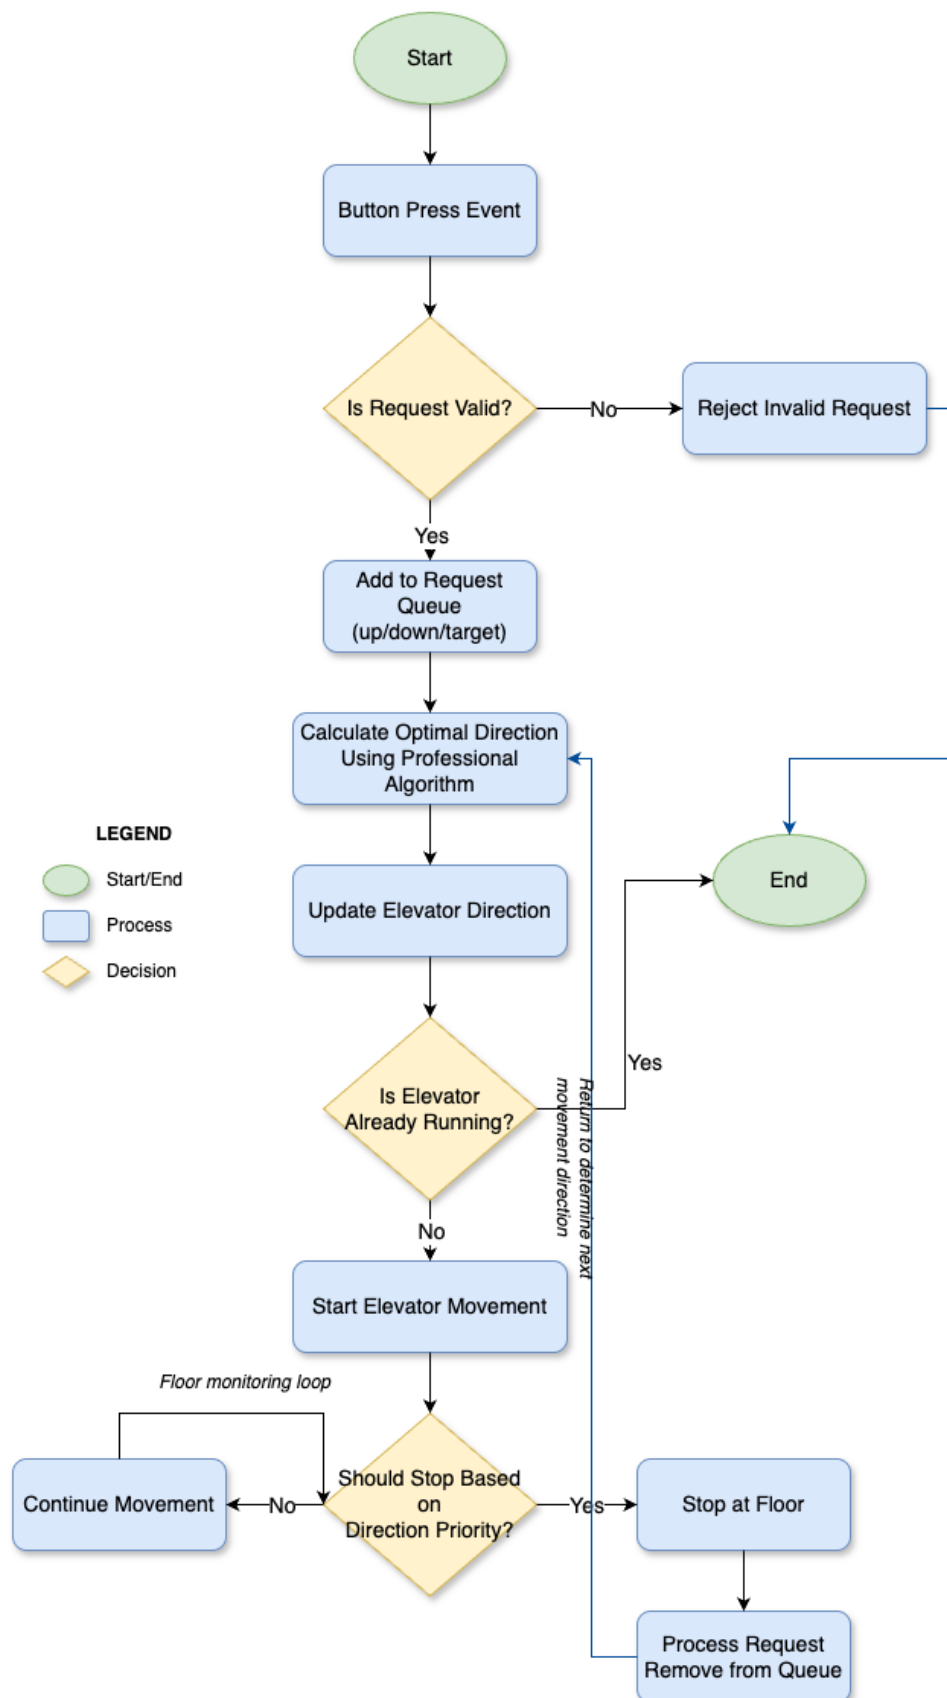 Start
Button Press Event
Is Request Valid?
No
Reject Invalid Request
Yes
Add to Request
Queue
(up/down/target)
Calculate Optimal Direction
Using Professional
Algorithm
LEGEND
Start/End
Process
Decision
Update Elevator Direction
End
Is Elevator
Already Running?
Yes
Return to determine next
movement direction
No
Start Elevator Movement
Floor monitoring loop
Should Stop Based
on
Direction Priority?
No
Continue Movement
Yes
Stop at Floor
Process Request
Remove from Queue